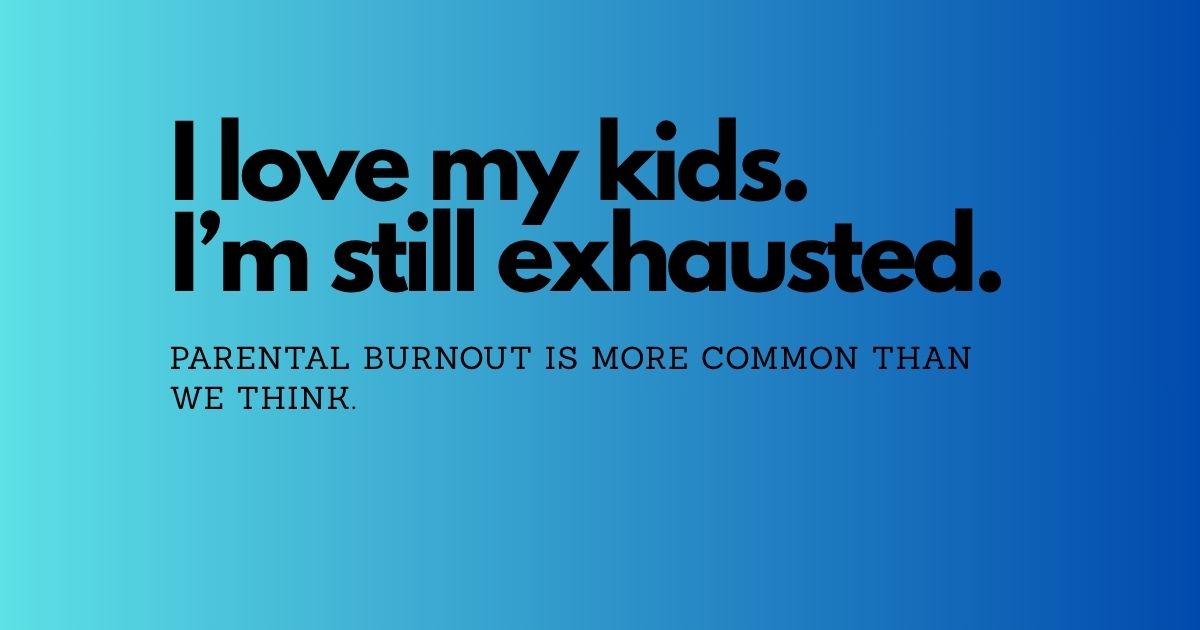 I love my kids.
I’m still exhausted.
PARENTAL BURNOUT IS MORE COMMON THAN
WE THINK.